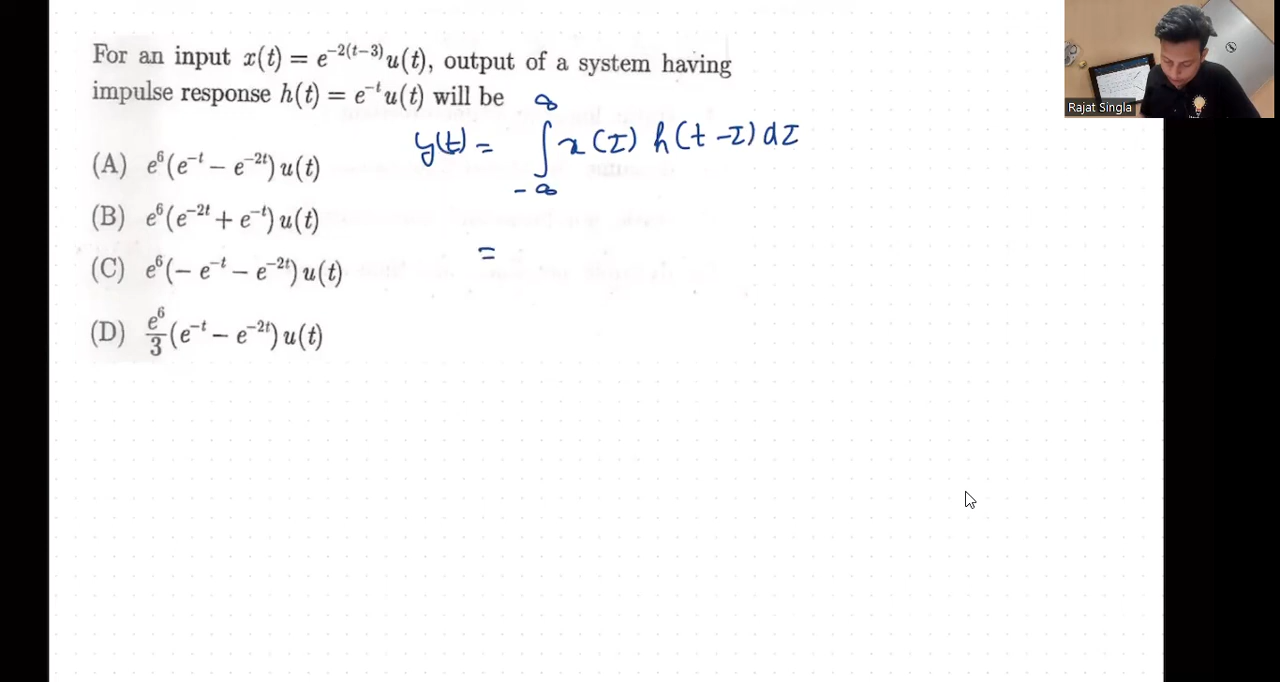 For an input x(t) = e^{-2(t-3)}u(t), output of a system having
impulse response h(t) = e^{-t}u(t) will be
y(t) = ∫_{-∞}^{∞} x(τ) h(t-τ)dτ
=
(A) e^6(e^{-t} - e^{-2t})u(t)
(B) e^6(e^{-2t} + e^{-t})u(t)
(C) e^6(- e^{-t} - e^{-2t})u(t)
(D) \frac{e^6}{3}(e^{-t} - e^{-2t})u(t)
Rajat Singla